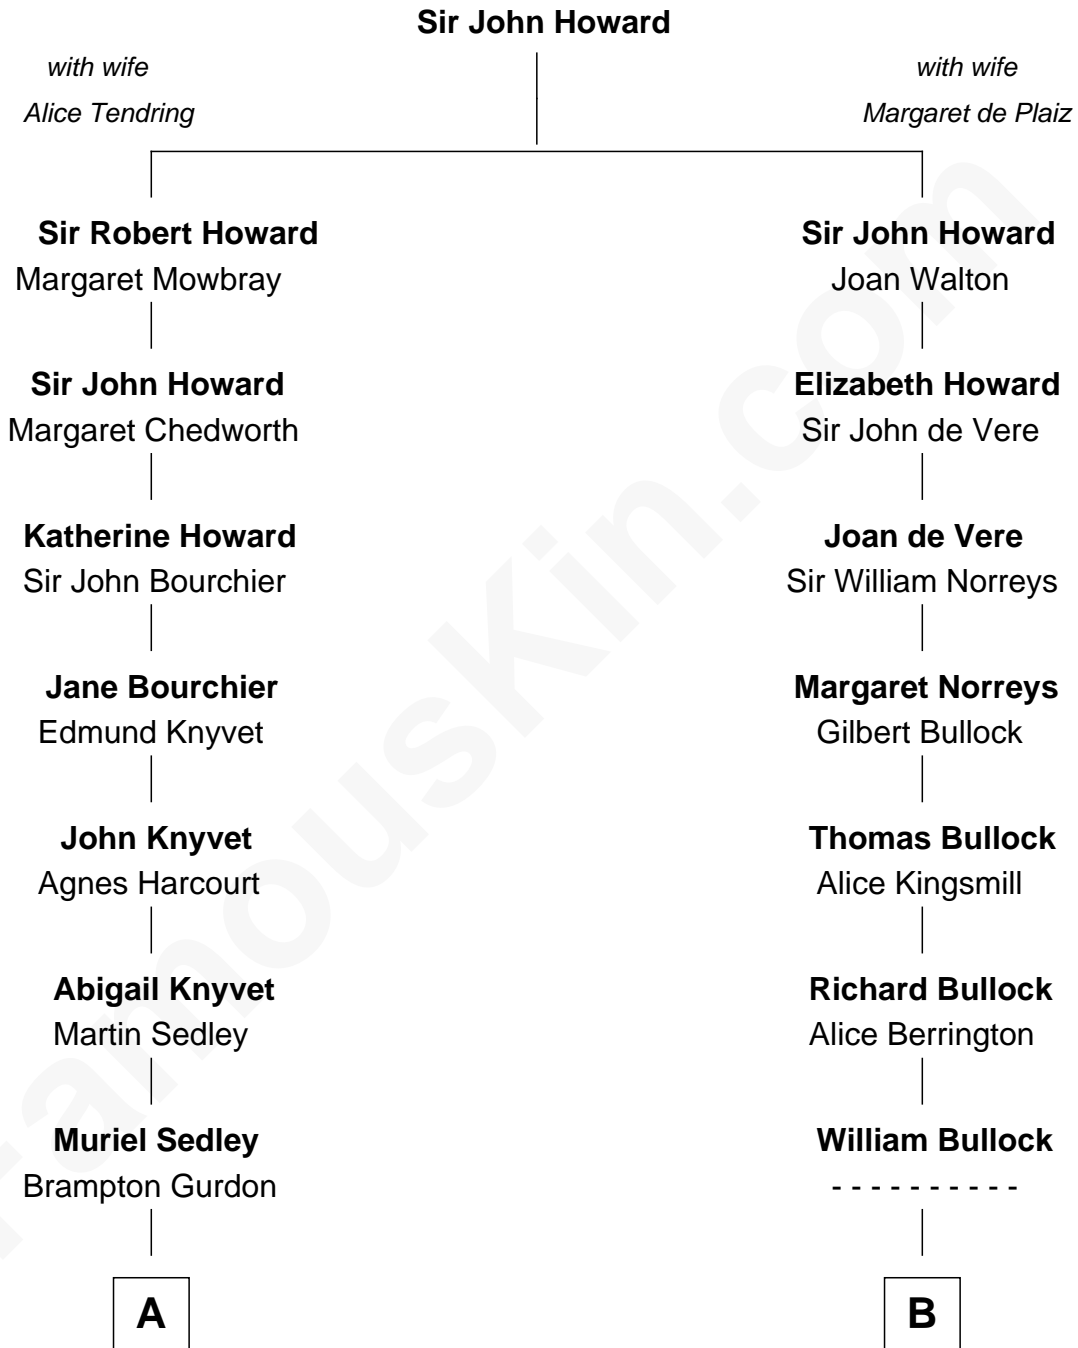 Sir John Howard
with wife
Alice Tendring
with wife
Margaret de Plaiz
Sir Robert Howard
Margaret Mowbray
Sir John Howard
Joan Walton
Sir John Howard
Margaret Chedworth
Elizabeth Howard
Sir John de Vere
Katherine Howard
Sir John Bourchier
Joan de Vere
Sir William Norreys
Jane Bourchier
Edmund Knyvet
Margaret Norreys
Gilbert Bullock
John Knyvet
Agnes Harcourt
Thomas Bullock
Alice Kingsmill
Abigail Knyvet
Martin Sedley
Richard Bullock
Alice Berrington
Muriel Sedley
Brampton Gurdon
William Bullock
- - - - - - - - - -
A
B
FamousKin.com